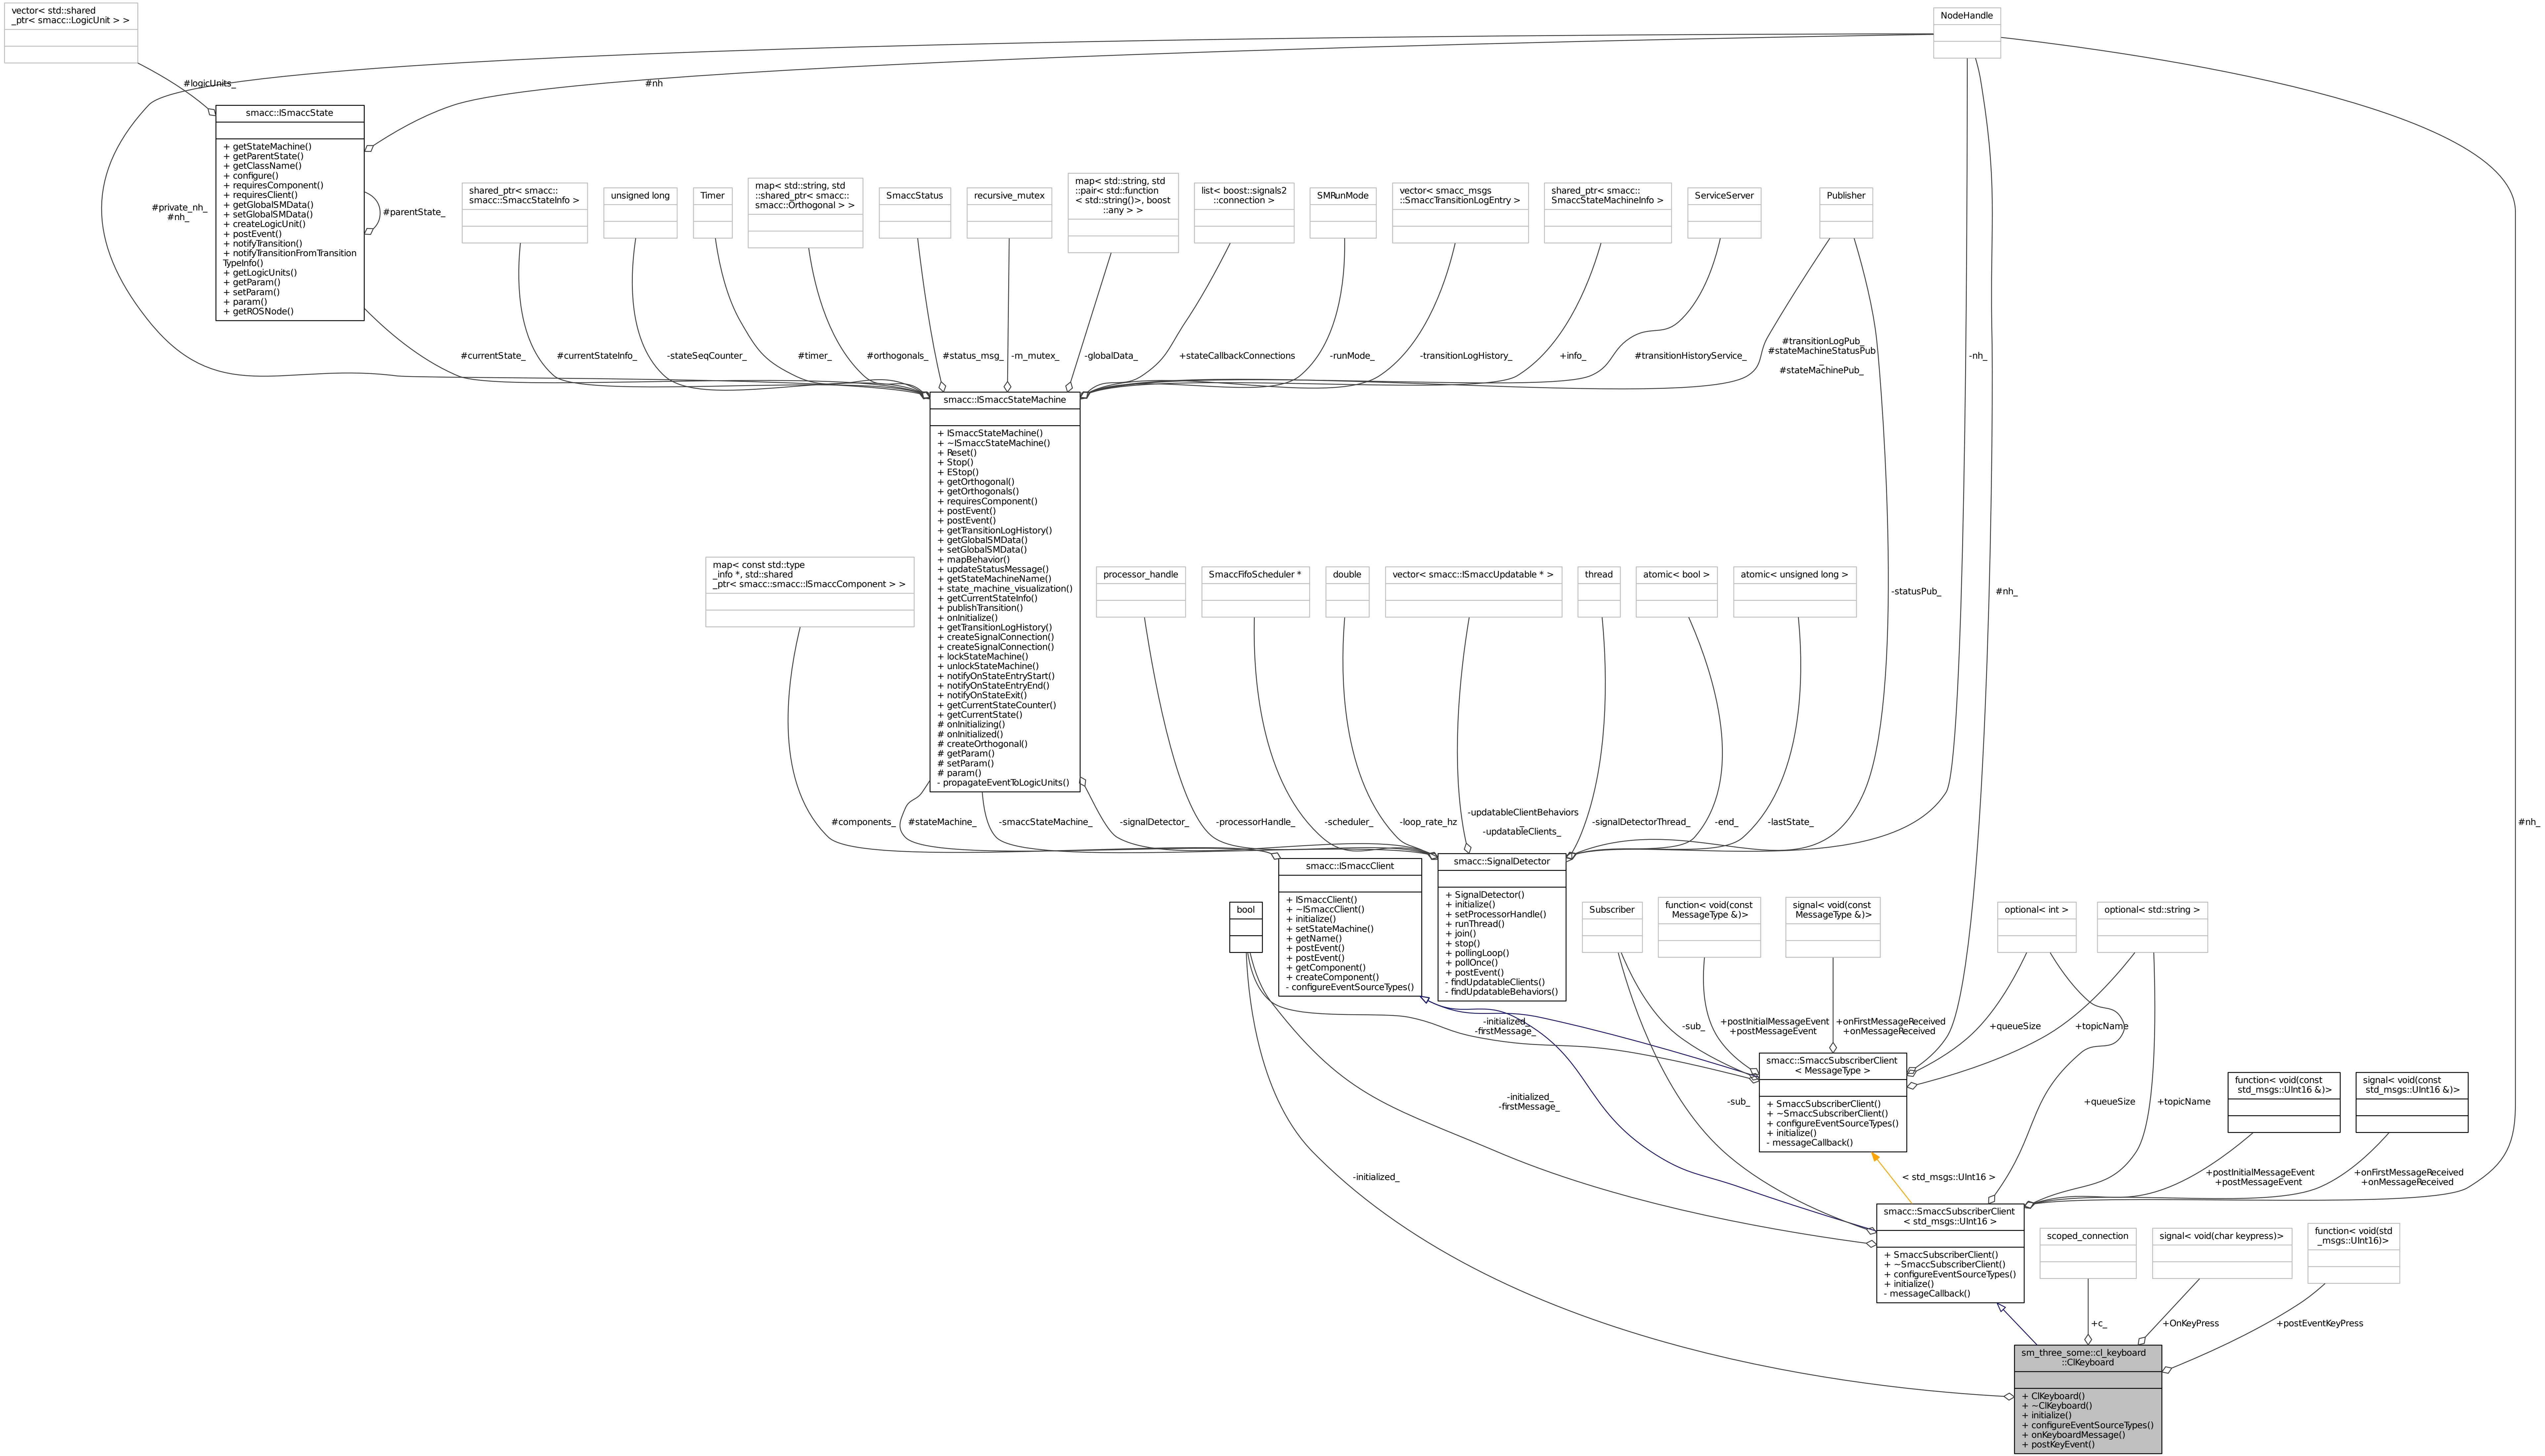 vector< std::shared
_ptr< smacc::LogicUnit > >
NodeHandle
#logicUnits_
#nh
smacc::ISmaccState
+ getStateMachine()
+ getParentState()
+ getClassName()
+ configure()
+ requiresComponent()
+ requiresClient()
+ getGlobalSMData()
+ setGlobalSMData()
+ createLogicUnit()
+ postEvent()
+ notifyTransition()
+ notifyTransitionFromTransition
TypeInfo()
+ getLogicUnits()
+ getParam()
+ setParam()
+ param()
+ getROSNode()
#private_nh_
#nh_
#parentState_
shared_ptr< smacc::
smacc::SmaccStateInfo >
unsigned long
Timer
map< std::string, std
::shared_ptr< smacc::
smacc::Orthogonal > >
SmaccStatus
recursive_mutex
map< std::string, std
::pair< std::function
< std::string()>, boost
::any > >
list< boost::signals2
::connection >
SMRunMode
vector< smacc_msgs
::SmaccTransitionLogEntry >
shared_ptr< smacc::
SmaccStateMachineInfo >
ServiceServer
Publisher
#currentState_
#currentStateInfo_
-stateSeqCounter_
#timer_
#orthogonals_
#status_msg_
-m_mutex_
-globalData_
+stateCallbackConnections
-runMode_
-transitionLogHistory_
+info_
#transitionHistoryService_
#transitionLogPub_
#stateMachineStatusPub
_
#stateMachinePub_
-nh_
smacc::ISmaccStateMachine
+ ISmaccStateMachine()
+ ~ISmaccStateMachine()
+ Reset()
+ Stop()
+ EStop()
+ getOrthogonal()
+ getOrthogonals()
+ requiresComponent()
+ postEvent()
+ postEvent()
+ getTransitionLogHistory()
+ getGlobalSMData()
+ setGlobalSMData()
+ mapBehavior()
+ updateStatusMessage()
+ getStateMachineName()
+ state_machine_visualization()
+ getCurrentStateInfo()
+ publishTransition()
+ onInitialize()
+ getTransitionLogHistory()
+ createSignalConnection()
+ createSignalConnection()
+ lockStateMachine()
+ unlockStateMachine()
+ notifyOnStateEntryStart()
+ notifyOnStateEntryEnd()
+ notifyOnStateExit()
+ getCurrentStateCounter()
+ getCurrentState()
# onInitializing()
# onInitialized()
# createOrthogonal()
# getParam()
# setParam()
# param()
- propagateEventToLogicUnits()
map< const std::type
_info *, std::shared
_ptr< smacc::smacc::ISmaccComponent > >
processor_handle
SmaccFifoScheduler *
double
vector< smacc::ISmaccUpdatable * >
thread
atomic< bool >
atomic< unsigned long >
-statusPub_
#nh_
#components_
#stateMachine_
-smaccStateMachine_
-signalDetector_
-processorHandle_
-scheduler_
-loop_rate_hz
-updatableClientBehaviors
_
-updatableClients_
-signalDetectorThread_
-end_
-lastState_
#nh_
smacc::ISmaccClient
+ ISmaccClient()
+ ~ISmaccClient()
+ initialize()
+ setStateMachine()
+ getName()
+ postEvent()
+ postEvent()
+ getComponent()
+ createComponent()
- configureEventSourceTypes()
smacc::SignalDetector
+ SignalDetector()
+ initialize()
+ setProcessorHandle()
+ runThread()
+ join()
+ stop()
+ pollingLoop()
+ pollOnce()
+ postEvent()
- findUpdatableClients()
- findUpdatableBehaviors()
bool
Subscriber
function< void(const
MessageType &)>
signal< void(const
MessageType &)>
optional< int >
optional< std::string >
-initialized_
-firstMessage_
-sub_
+postInitialMessageEvent
+postMessageEvent
+onFirstMessageReceived
+onMessageReceived
+queueSize
+topicName
smacc::SmaccSubscriberClient
< MessageType >
+ SmaccSubscriberClient()
+ ~SmaccSubscriberClient()
+ configureEventSourceTypes()
+ initialize()
- messageCallback()
function< void(const
std_msgs::UInt16 &)>
signal< void(const
std_msgs::UInt16 &)>
-initialized_
-firstMessage_
-sub_
+queueSize
+topicName
-initialized_
< std_msgs::UInt16 >
+postInitialMessageEvent
+postMessageEvent
+onFirstMessageReceived
+onMessageReceived
smacc::SmaccSubscriberClient
< std_msgs::UInt16 >
+ SmaccSubscriberClient()
+ ~SmaccSubscriberClient()
+ configureEventSourceTypes()
+ initialize()
- messageCallback()
scoped_connection
signal< void(char keypress)>
function< void(std
_msgs::UInt16)>
+c_
+OnKeyPress
+postEventKeyPress
sm_three_some::cl_keyboard
::ClKeyboard
+ ClKeyboard()
+ ~ClKeyboard()
+ initialize()
+ configureEventSourceTypes()
+ onKeyboardMessage()
+ postKeyEvent()